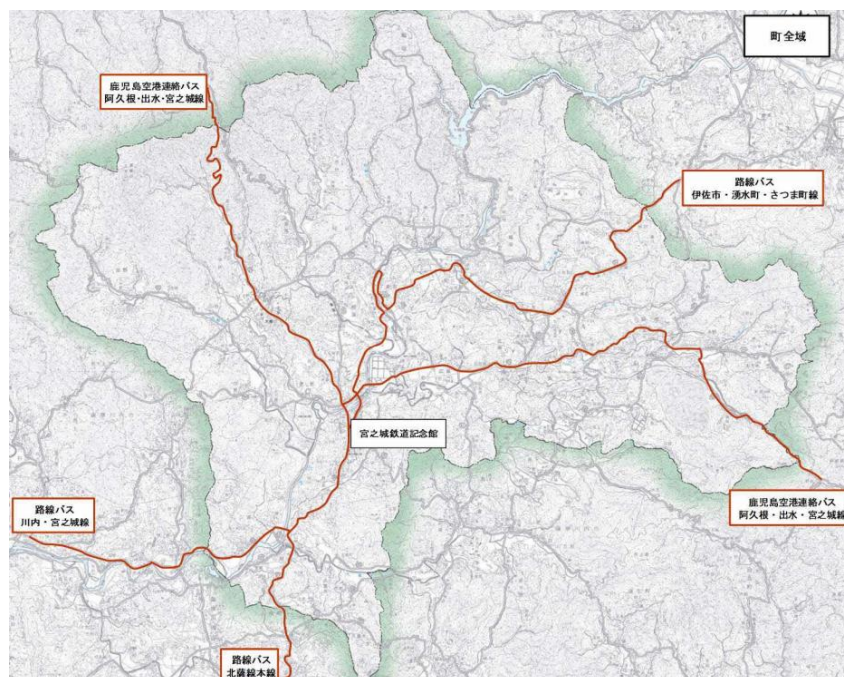 町全域
鹿児島空港連絡バス
阿久根・出水・宮之城線
路線バス
伊佐市・湧水町・さつま町線
宮之城鉄道記念館
路線バス
川内・宮之城線
鹿児島空港連絡バス
阿久根・出水・宮之城線
路線バス
北薩線本線